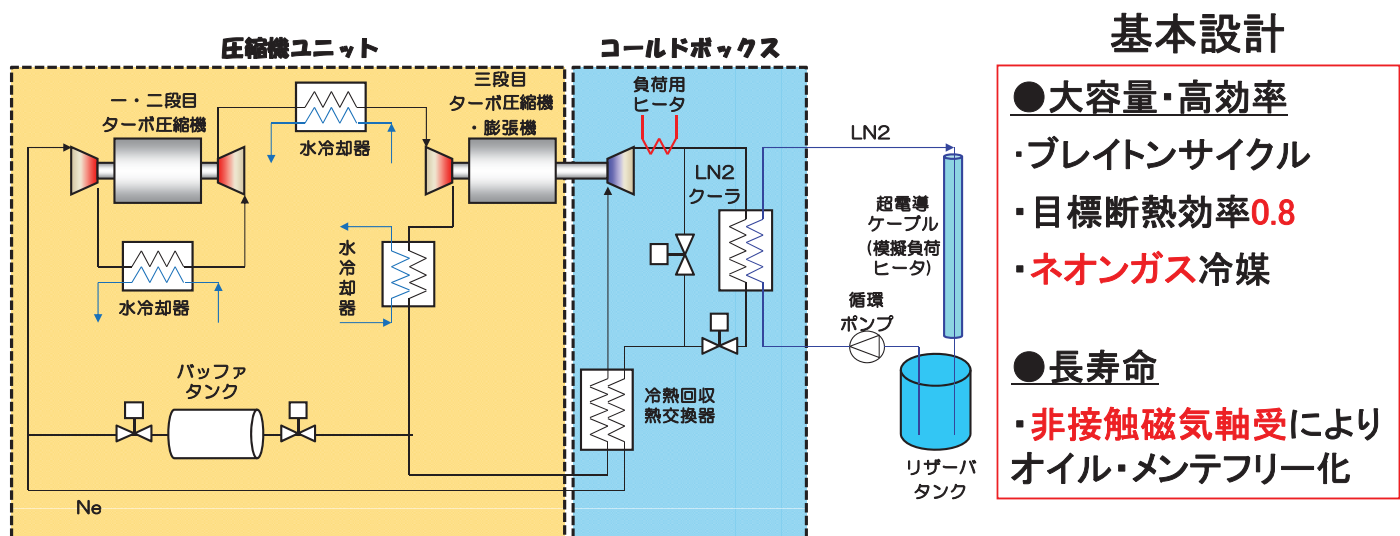 圧縮機ユニット
コールドボックス
基本設計
一・二段目
ターボ圧縮機
水冷却器
三段目
ターボ圧縮機
・膨張機
負荷用
ヒータ
LN2
クーラ
LN2
超電導
ケーブル
(模擬負荷
ヒータ)
水冷却器
水
冷
却
器
循環
ポンプ
バッファ
タンク
冷熱回収
熱交換器
リザーバ
タンク
Ne
●大容量・高効率
・ブレイトンサイクル
・目標断熱効率0.8
・ネオンガス冷媒
●長寿命
・非接触磁気軸受により
オイル・メンテフリー化